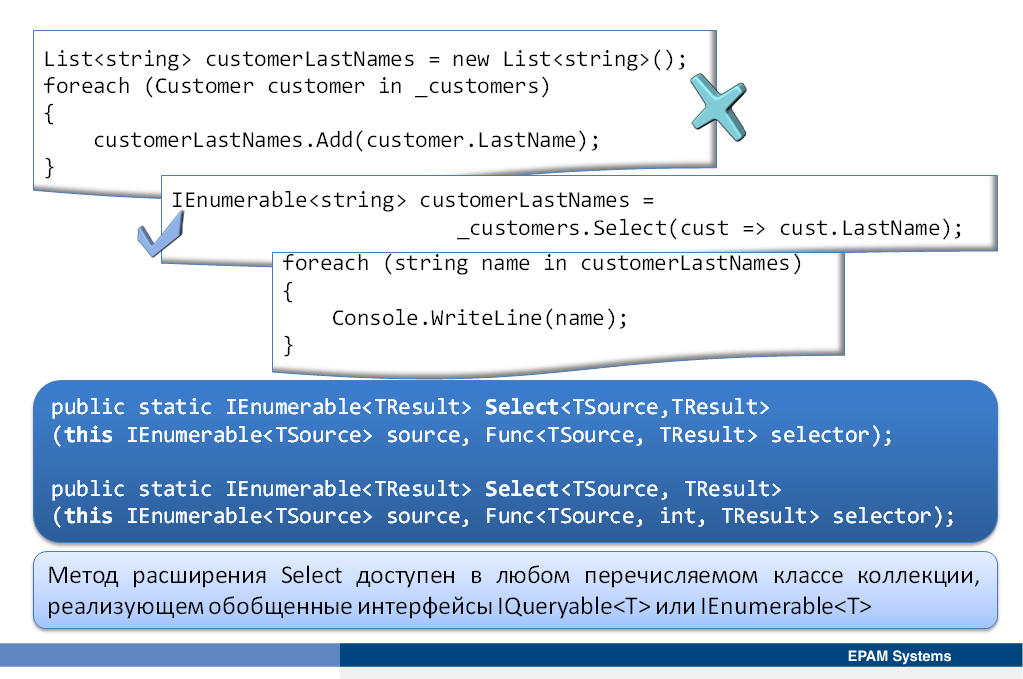 List<string> customerLastNames = new List<string>();
foreach (Customer customer in _customers)
{
    customerLastNames.Add(customer.LastName);
}
IEnumerable<string> customerLastNames =
_customers.Select(cust => cust.LastName);
foreach (string name in customerLastNames)
{
    Console.WriteLine(name);
}
public static IEnumerable<TResult> Select<TSource,TResult>
(this IEnumerable<TSource> source, Func<TSource, TResult> selector);
public static IEnumerable<TResult> Select<TSource, TResult>
(this IEnumerable<TSource> source, Func<TSource, int, TResult> selector);
Метод расширения Select доступен в любом перечисляемом классе коллекции,
реализующем обобщенные интерфейсы IQueryable<T> или IEnumerable<T>
EPAM Systems